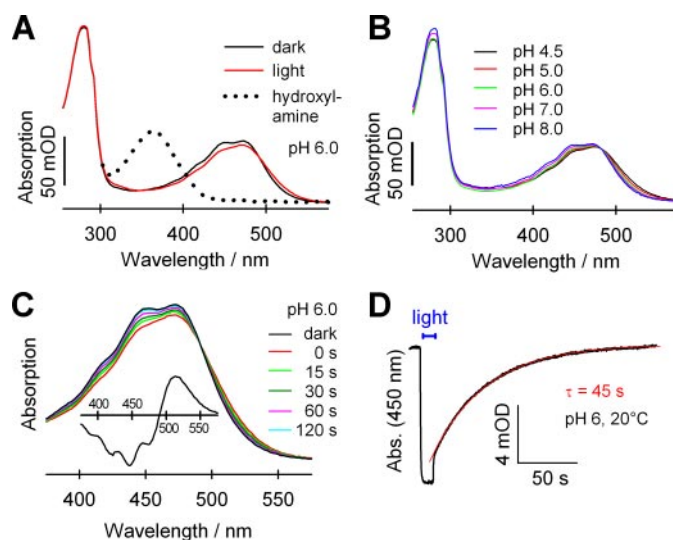 A
Absorption
50 mOD
dark
light
hydroxyl-
amine
pH 6.0
300 400 500
Wavelength / nm
B
Absorption
50 mOD
pH 4.5
pH 5.0
pH 6.0
pH 7.0
pH 8.0
300 400 500
Wavelength / nm
C
Absorption
pH 6.0
dark
0 s
15 s
30 s
60 s
120 s
400 450 500 550
400 450 500 550
Wavelength / nm
D
light
Abs. (450 nm)
τ = 45 s
pH 6, 20°C
4 mOD
50 s